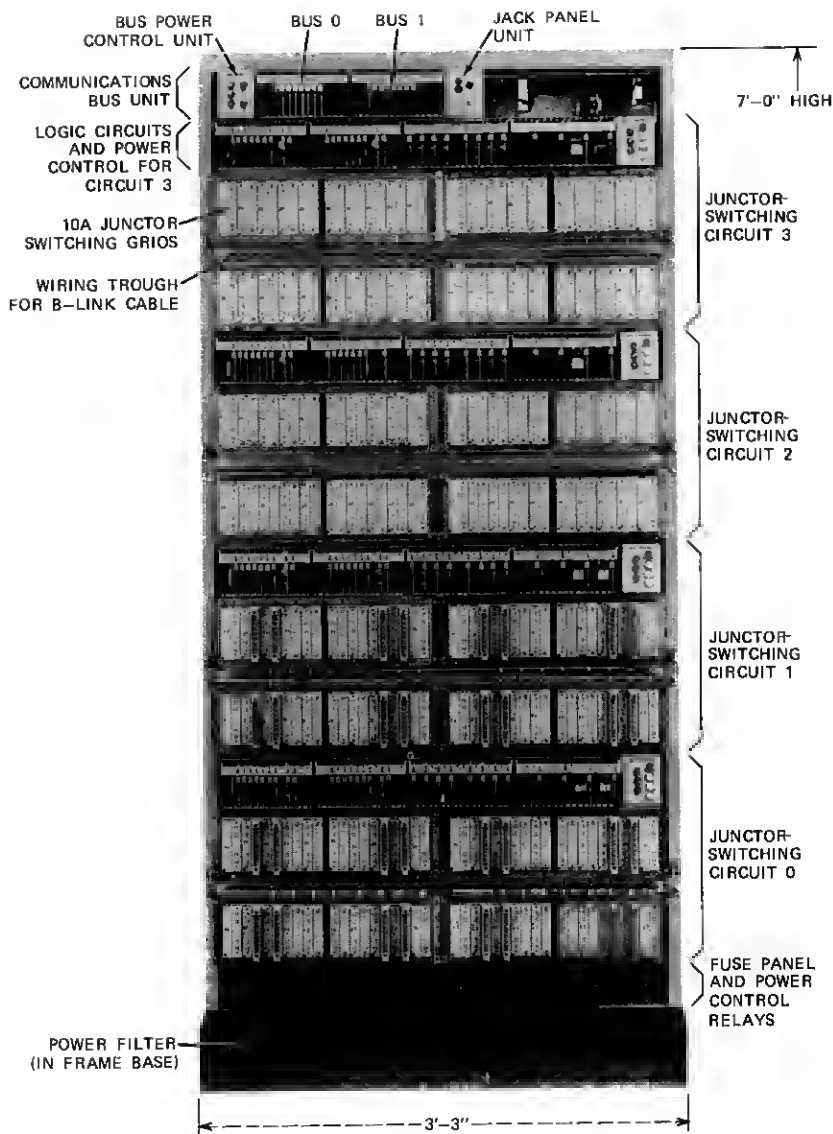 BUS POWER
CONTROL UNIT
BUS 0
BUS 1
JACK PANEL
UNIT
COMMUNICATIONS
BUS UNIT
7'-0" HIGH
LOGIC CIRCUITS
AND POWER
CONTROL FOR
CIRCUIT 3
10A JUNCTOR
SWITCHING GRIOS
WIRING TROUGH
FOR B-LINK CABLE
JUNCTOR-
SWITCHING
CIRCUIT 3
JUNCTOR-
SWITCHING
CIRCUIT 2
JUNCTOR-
SWITCHING
CIRCUIT 1
JUNCTOR-
SWITCHING
CIRCUIT 0
FUSE PANEL
AND POWER
CONTROL
RELAYS
POWER FILTER
(IN FRAME BASE)
3'-3"